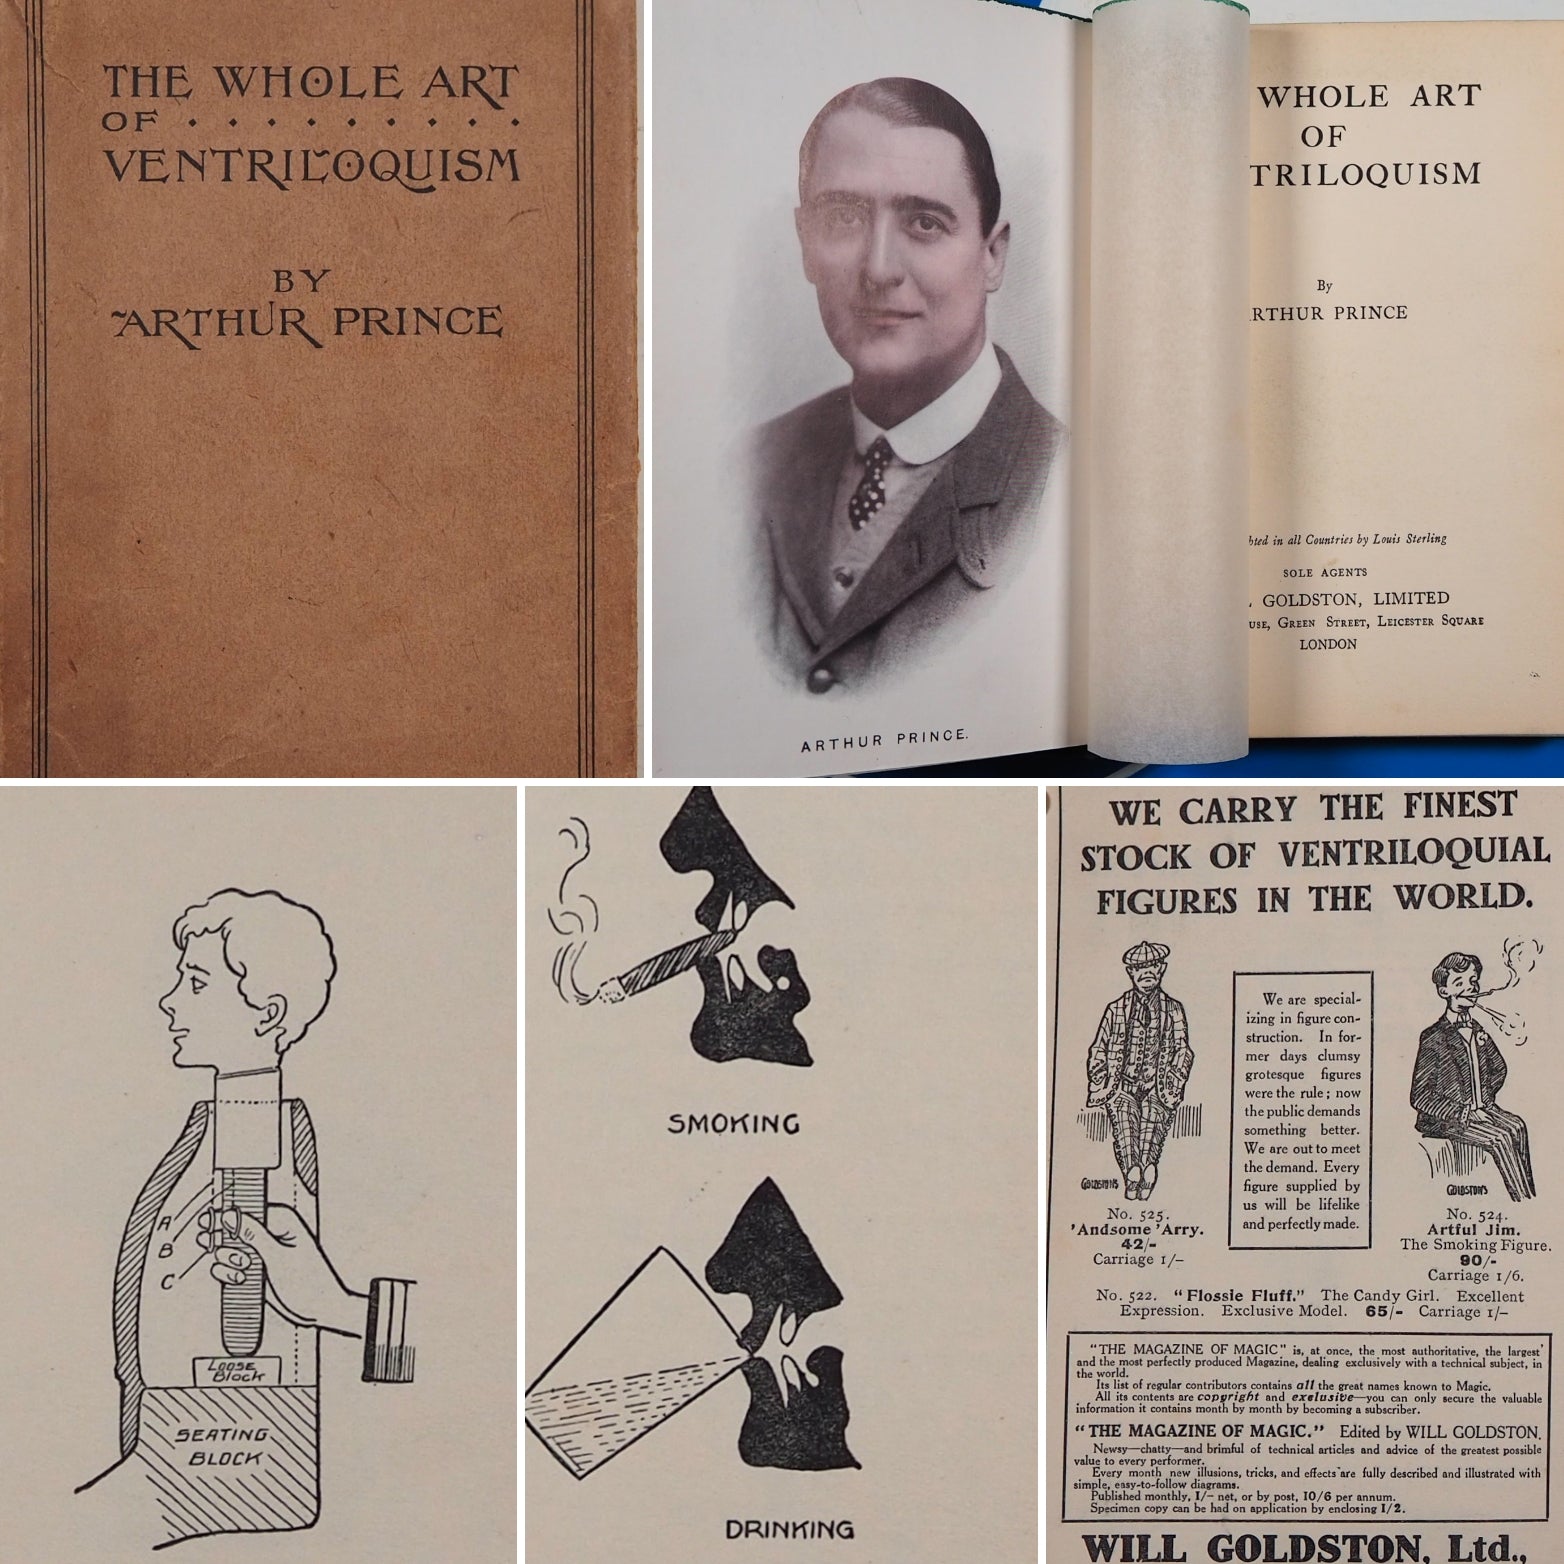 THE WHOLE ART
OF
VENTRILOQUISM
BY
ARTHUR PRINCE
ARTHUR PRINCE.
WHOLE ART
OF
TRILOQUISM
By
RTHUR PRINCE
hted in all Countries by Louis Sterling
SOLE AGENTS
GOLDSTON, LIMITED
USE, GREEN STREET, LEICESTER SQUARE
LONDON
A
B
C
LOOSE
BLOCK
SEATING
BLOCK
SMOKING
DRINKING
WE CARRY THE FINEST
STOCK OF VENTRILOQUIAL
FIGURES IN THE WORLD.
We are special-
izing in figure con-
struction. In for-
mer days clumsy
grotesque figures
were the rule; now
the public demands
something better.
We are out to meet
the demand. Every
figure supplied by
us will be lifelike
and perfectly made.
GOLDSTON'S
No. 525.
'Andsome 'Arry.
42/-
Carriage 1/-
GOLDSTON'S
No. 524.
Artful Jim.
The Smoking Figure.
90/-
Carriage 1/6.
No. 522. "Flossie Fluff." The Candy Girl. Excellent
Expression. Exclusive Model. 65/- Carriage 1/-
"THE MAGAZINE OF MAGIC" is, at once, the most authoritative, the largest
and the most perfectly produced Magazine, dealing exclusively with a technical subject, in
the world.
Its list of regular contributors contains all the great names known to Magic.
All its contents are copyright and exclusive—you can only secure the valuable
information it contains month by month by becoming a subscriber.
"THE MAGAZINE OF MAGIC." Edited by WILL GOLDSTON.
Newsy—chatty—and brimful of technical articles and advice of the greatest possible
value to every performer.
Every month new illusions, tricks, and effects are fully described and illustrated with
simple, easy-to-follow diagrams.
Published monthly, 1/- net, or by post, 10/6 per annum.
Specimen copy can be had on application by enclosing 1/2.
WILL GOLDSTON, Ltd.,